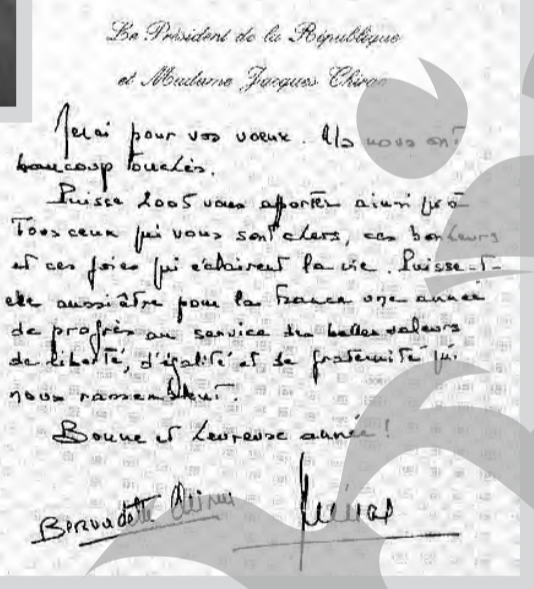 Le Président de la République
et Madame Jacques Chirac
Merci pour vos voeux. Ils nous ont
beaucoup touchés.
Puisse 2005 vous apporter ainsi qu'à
Tous ceux qui vous sont chers, ces bonheurs
et ces joies qui éclairent la vie. Puisse-t-
elle aussi être pour la France une année
de progrès au service des belles valeurs
de liberté, d'égalité et de fraternité qui
nous rassemblent.
Bonne et heureuse année !
Bernadette Chirac